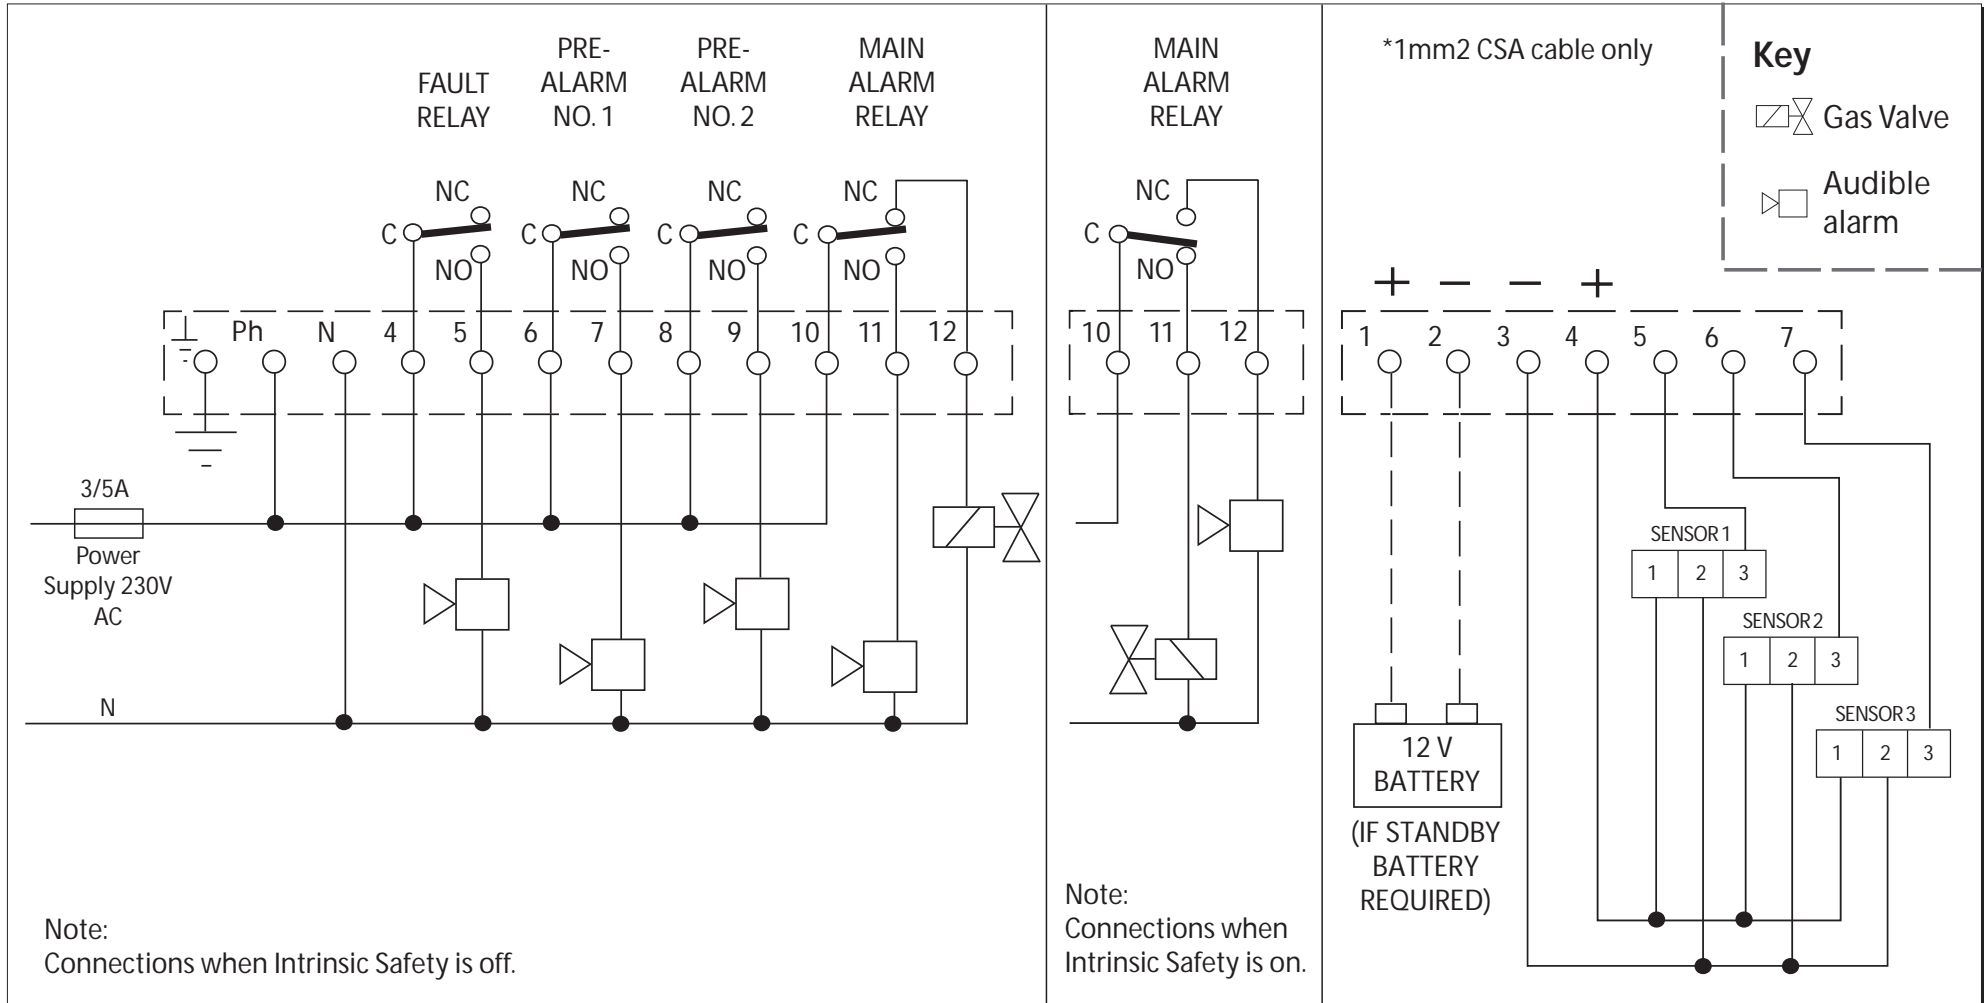 FAULT
RELAY
PRE-
ALARM
NO. 1
PRE-
ALARM
NO. 2
MAIN
ALARM
RELAY
NC
C
NO
NC
C
NO
NC
C
NO
NC
C
NO
Ph N 4 5 6 7 8 9 10 11 12
3/5A
Power
Supply 230V
AC
N
Note:
Connections when Intrinsic Safety is off.
MAIN
ALARM
RELAY
NC
C
NO
10 11 12
Note:
Connections when
Intrinsic Safety is on.
*1mm2 CSA cable only
Key
Gas Valve
Audible
alarm
+ − − +
1 2 3 4 5 6 7
SENSOR 1
1 2 3
SENSOR 2
1 2 3
SENSOR 3
1 2 3
12 V
BATTERY
(IF STANDBY
BATTERY
REQUIRED)